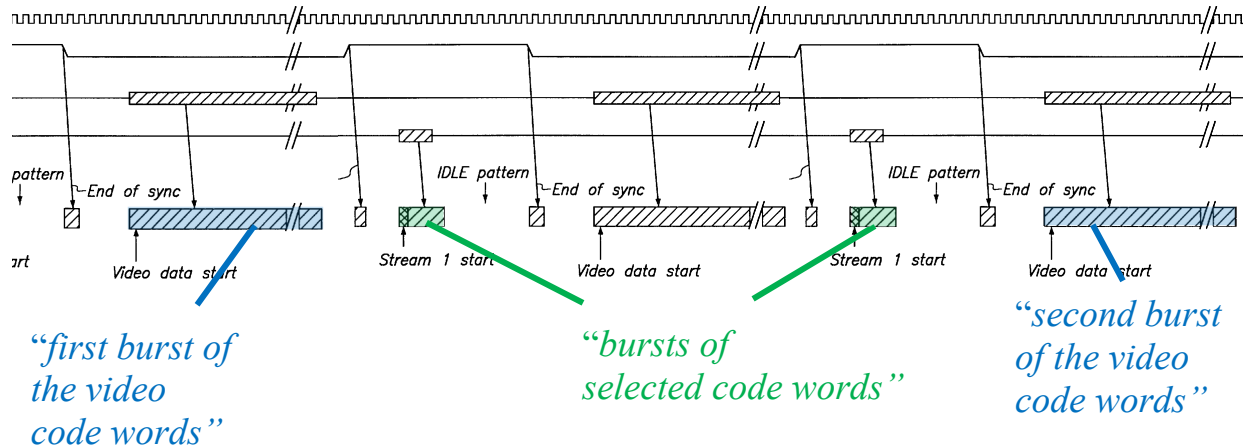 pattern
End of sync
IDLE pattern
End of sync
IDLE pattern
End of sync
art
Video data start
Stream 1 start
Video data start
Stream 1 start
Video data start
“first burst of
the video
code words”
“bursts of
selected code words”
“second burst
of the video
code words”